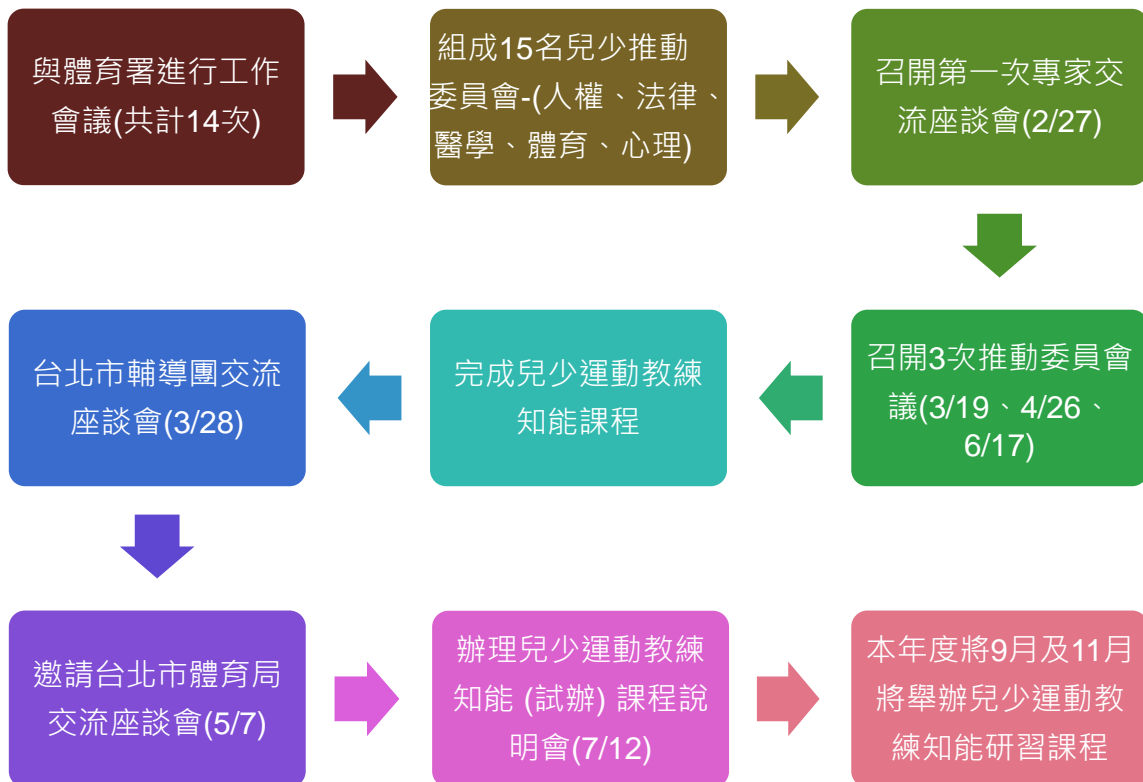 與體育署進行工作
會議(共計14次)
組成15名兒少推動
委員會-(人權、法律、
醫學、體育、心理)
召開第一次專家交
流座談會(2/27)
召開3次推動委員會
議(3/19、4/26、
6/17)
完成兒少運動教練
知能課程
台北市輔導團交流
座談會(3/28)
邀請台北市體育局
交流座談會(5/7)
辦理兒少運動教練
知能 (試辦) 課程說
明會(7/12)
本年度將9月及11月
將舉辦兒少運動教
練知能研習課程